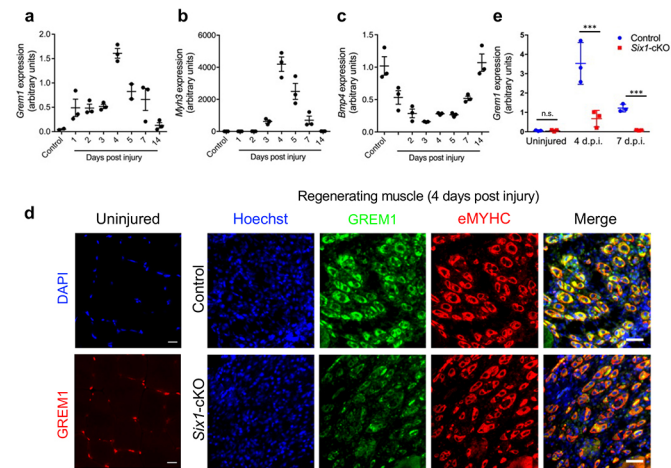 a
Grem1 expression
(arbitrary units)
2.0
1.5
1.0
0.5
0.0
Control
1
2
3
4
5
7
14
Days post injury
b
Myh3 expression
(arbitrary units)
8000
6000
4000
2000
0
Control
1
2
3
4
5
7
14
Days post injury
c
Bmp4 expression
(arbitrary units)
1.5
1.0
0.5
0.0
Control
1
2
3
4
5
7
14
Days post injury
e
Control
Six1-cKO
Grem1 expression
(arbitrary units)
5
4
3
2
1
0
n.s.
***
***
Uninjured
4 d.p.i.
7 d.p.i.
Regenerating muscle (4 days post injury)
d
Uninjured
Hoechst
GREM1
eMYHC
Merge
DAPI
Control
GREM1
Six1-cKO